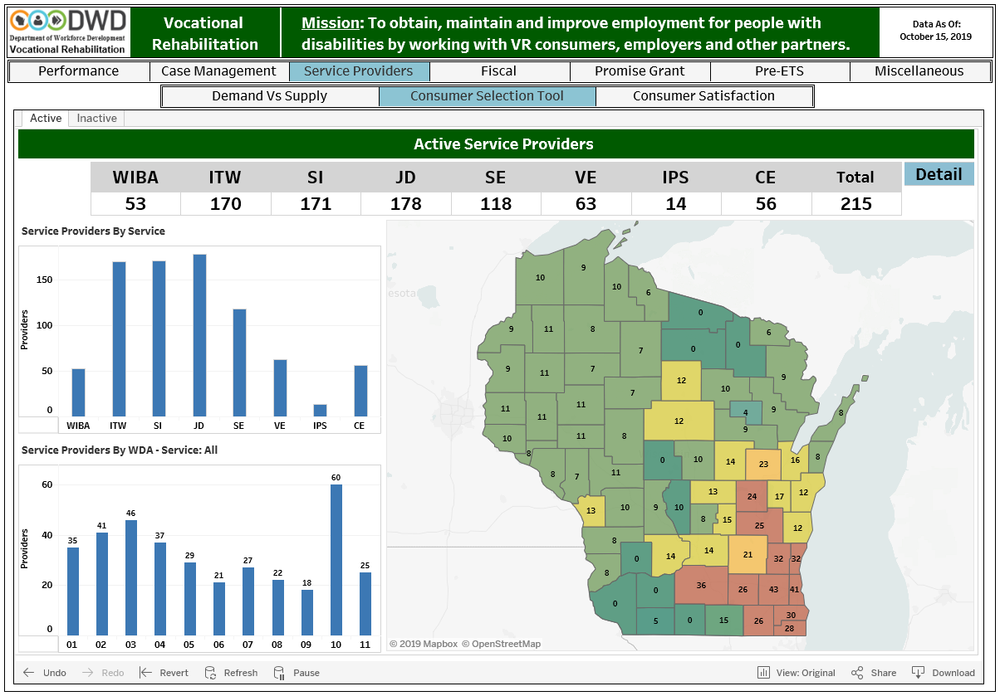 DWD
Department of Workforce Development
Vocational Rehabilitation
Vocational
Rehabilitation
Mission: To obtain, maintain and improve employment for people with
disabilities by working with VR consumers, employers and other partners.
Data As Of:
October 15, 2019
Performance Case Management Service Providers Fiscal Promise Grant Pre-ETS Miscellaneous
Demand Vs Supply Consumer Selection Tool Consumer Satisfaction
Active Inactive
Active Service Providers
WIBA ITW SI JD SE VE IPS CE Total Detail
53 170 171 178 118 63 14 56 215
Service Providers By Service
Providers
150
100
50
0
WIBA ITW SI JD SE VE IPS CE
Service Providers By WDA - Service: All
Providers
60
40
20
0
35 41 46 37 29 21 27 22 18 60 25
01 02 03 04 05 06 07 08 09 10 11
esota
10 9 10 6
0
9 11 8 7 0 0 6
9 11 7 12 10 9
11 11 11 7 12 4 9 8
10 8 11 8 9
0 10 14 23 16 8
8 7 11
13 10 9 10 13 24 17 12
8 15 25 12
8 0 14 14 21 32 32
8
0 0 36 26 43 41
5 0 15 26 30
28
© 2019 Mapbox © OpenStreetMap
Undo Redo Revert Refresh Pause View: Original Share Download